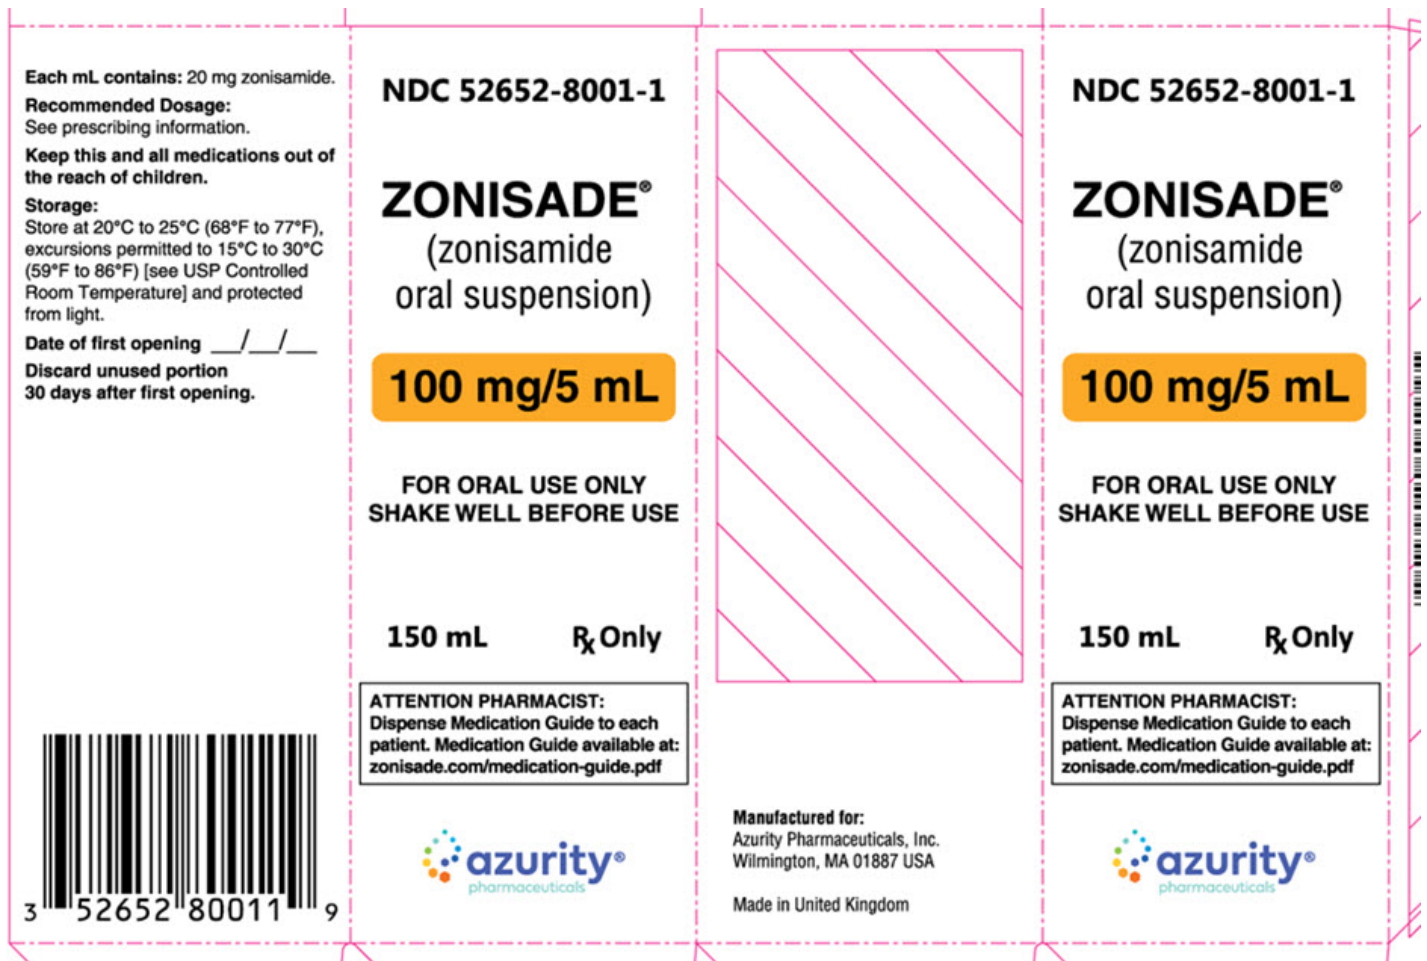 Each mL contains: 20 mg zonisamide.
Recommended Dosage:
See prescribing information.
Keep this and all medications out of
the reach of children.
Storage:
Store at 20°C to 25°C (68°F to 77°F),
excursions permitted to 15°C to 30°C
(59°F to 86°F) [see USP Controlled
Room Temperature] and protected
from light.
Date of first opening __/__/__
Discard unused portion
30 days after first opening.
3 52652 80011 9
NDC 52652-8001-1
ZONISADE®
(zonisamide
oral suspension)
100 mg/5 mL
FOR ORAL USE ONLY
SHAKE WELL BEFORE USE
150 mL Rx Only
ATTENTION PHARMACIST:
Dispense Medication Guide to each
patient. Medication Guide available at:
zonisade.com/medication-guide.pdf
azurity®
pharmaceuticals
Manufactured for:
Azurity Pharmaceuticals, Inc.
Wilmington, MA 01887 USA
Made in United Kingdom
NDC 52652-8001-1
ZONISADE®
(zonisamide
oral suspension)
100 mg/5 mL
FOR ORAL USE ONLY
SHAKE WELL BEFORE USE
150 mL Rx Only
ATTENTION PHARMACIST:
Dispense Medication Guide to each
patient. Medication Guide available at:
zonisade.com/medication-guide.pdf
azurity®
pharmaceuticals